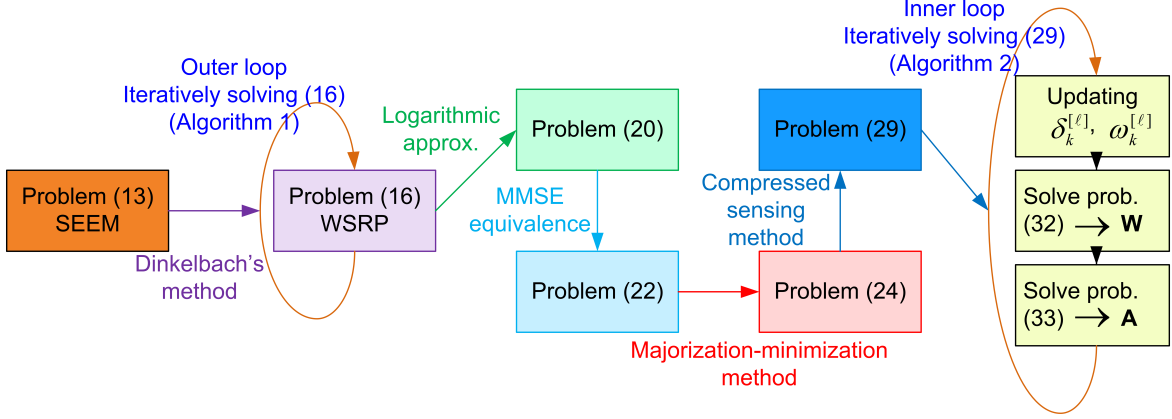 Problem (13)
SEEM
Dinkelbach's
method
Outer loop
Iteratively solving (16)
(Algorithm 1)
Problem (16)
WSRP
Logarithmic
approx.
Problem (20)
MMSE
equivalence
Problem (22)
Majorization-minimization
method
Problem (24)
Compressed
sensing
method
Problem (29)
Inner loop
Iteratively solving (29)
(Algorithm 2)
Updating
δ_k^{[ℓ]}, ω_k^{[ℓ]}
Solve prob.
(32) → W
Solve prob.
(33) → A